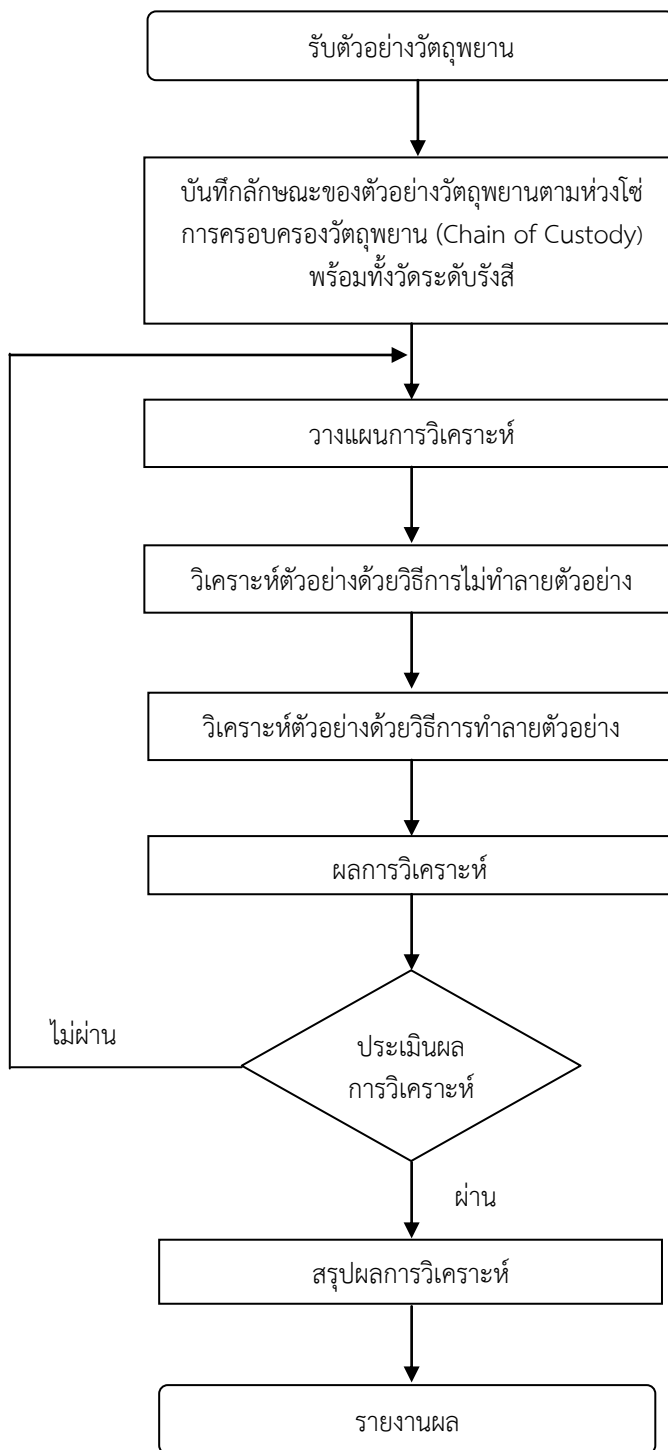 รับตัวอย่างวัตถุพยาน
บันทึกลักษณะของตัวอย่างวัตถุพยานตามห่วงโซ่
การครอบครองวัตถุพยาน (Chain of Custody)
พร้อมทั้งวัดระดับรังสี
วางแผนการวิเคราะห์
วิเคราะห์ตัวอย่างด้วยวิธีการไม่ทำลายตัวอย่าง
วิเคราะห์ตัวอย่างด้วยวิธีการทำลายตัวอย่าง
ผลการวิเคราะห์
ไม่ผ่าน
ประเมินผล
การวิเคราะห์
ผ่าน
สรุปผลการวิเคราะห์
รายงานผล